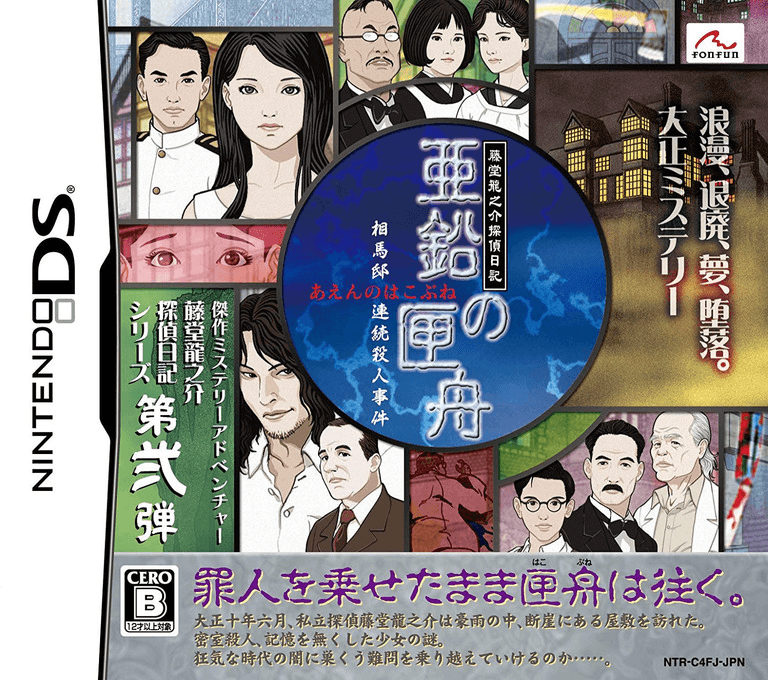 NINTENDO DS®
fonfun
浪漫、退廃、夢、堕落。
大正ミステリー
藤堂龍之介探偵日記
亜鉛の匣舟
相馬邸
連続殺人事件
あえんのはこぶね
傑作ミステリーアドベンチャー
藤堂龍之介
探偵日記
シリーズ
第弐弾
CERO
B
12才以上対象
はこ ぶね
罪人を乗せたまま匣舟は往く。
大正十年六月、私立探偵藤堂龍之介は豪雨の中、断崖にある屋敷を訪れた。
密室殺人、記憶を無くした少女の謎。
狂気な時代の闇に巣くう難問を乗り越えていけるのか‥‥‥。
NTR-C4FJ-JPN